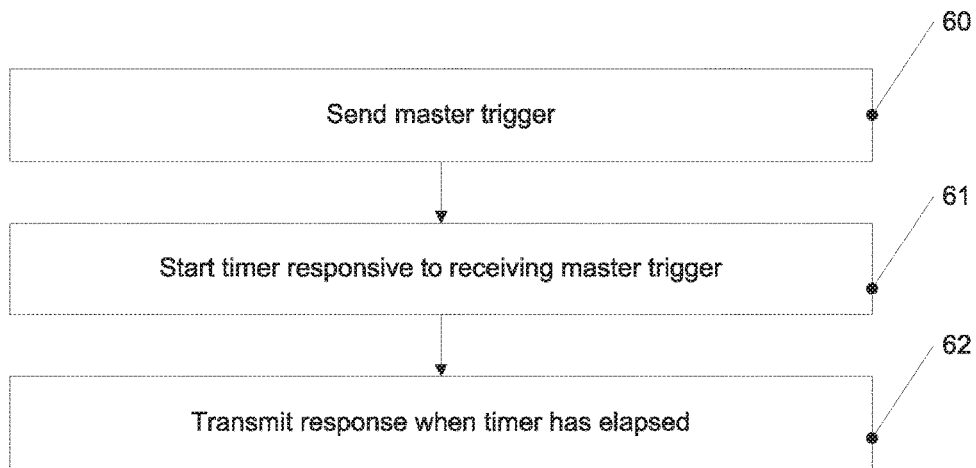 60
Send master trigger
61
Start timer responsive to receiving master trigger
62
Transmit response when timer has elapsed